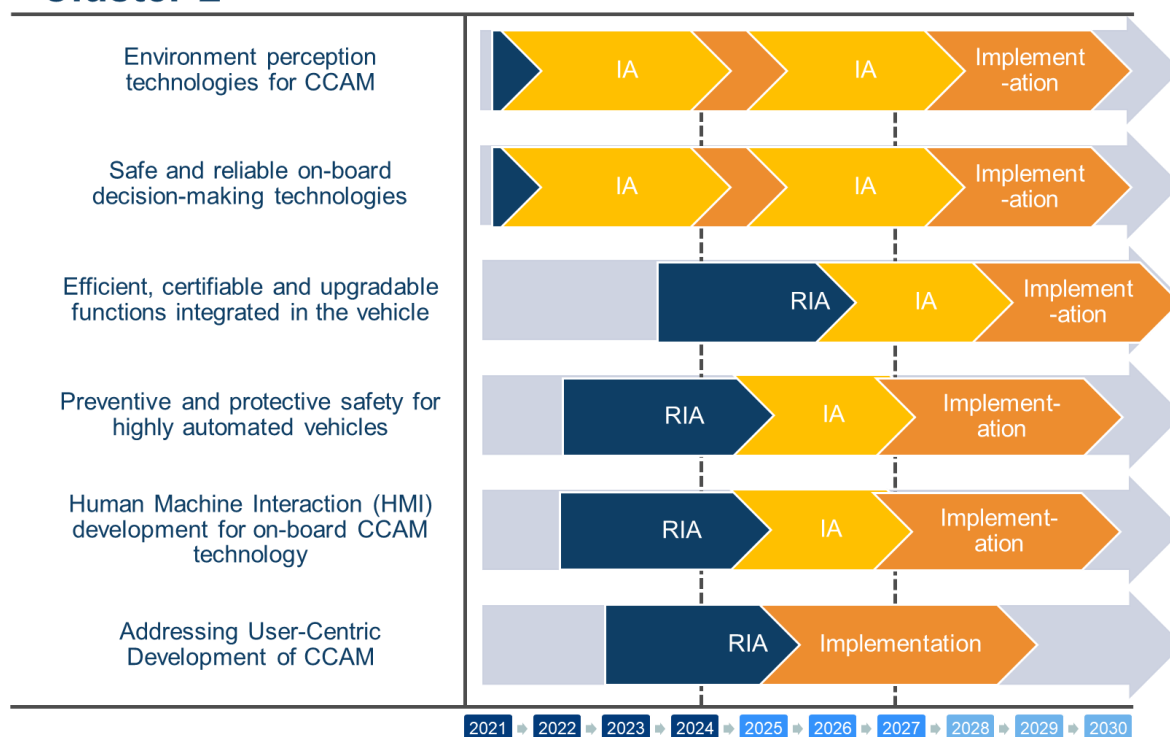 Environment perception
technologies for CCAM
IA
IA
Implement
-ation
Safe and reliable on-board
decision-making technologies
IA
IA
Implement
-ation
Efficient, certifiable and upgradable
functions integrated in the vehicle
RIA
IA
Implement
-ation
Preventive and protective safety for
highly automated vehicles
RIA
IA
Implement-
ation
Human Machine Interaction (HMI)
development for on-board CCAM
technology
RIA
IA
Implement-
ation
Addressing User-Centric
Development of CCAM
RIA
Implementation
2021 2022 2023 2024 2025 2026 2027 2028 2029 2030